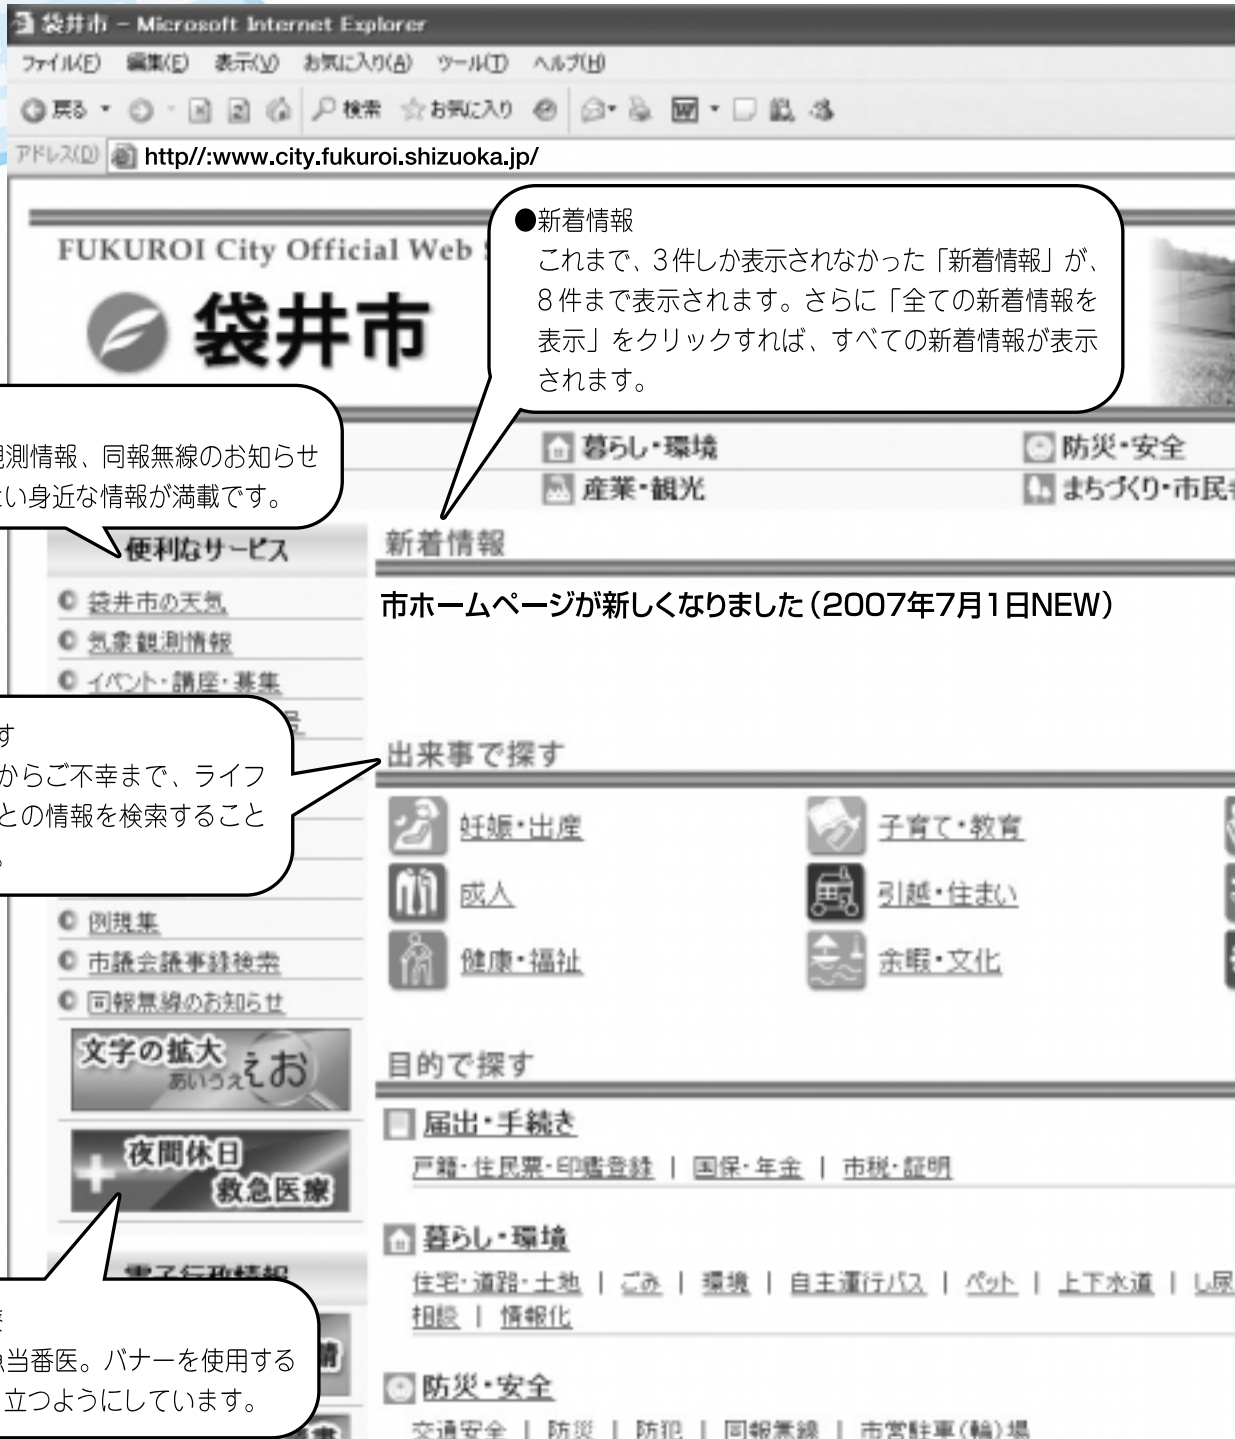 袋井市 - Microsoft Internet Explorer
ファイル(F) 編集(E) 表示(V) お気に入り(A) ツール(T) ヘルプ(H)
戻る 検索 お気に入り
アドレス(D) http//:www.city.fukuroi.shizuoka.jp/
FUKUROI City Official Web
袋井市
●新着情報
これまで、3件しか表示されなかった「新着情報」が、
8件まで表示されます。さらに「全ての新着情報を
表示」をクリックすれば、すべての新着情報が表示
されます。
測情報、同報無線のお知らせ
い身近な情報が満載です。
暮らし・環境 防災・安全
産業・観光 まちづくり・市民
便利なサービス
袋井市の天気
気象観測情報
イベント・講座・募集
す
からご不幸まで、ライフ
との情報を検索すること
。
例規集
市議会議事録検索
同報無線のお知らせ
文字の拡大
あいうえお
夜間休日
救急医療
電子行政情報
当番医。バナーを使用する
立つようにしています。
新着情報
市ホームページが新しくなりました（2007年7月1日NEW）
出来事で探す
妊娠・出産 子育て・教育
成人 引越・住まい
健康・福祉 余暇・文化
目的で探す
届出・手続き
戸籍・住民票・印鑑登録 | 国保・年金 | 市税・証明
暮らし・環境
住宅・道路・土地 | ごみ | 環境 | 自主運行バス | ペット | 上下水道 | し尿
相談 | 情報化
防災・安全
交通安全 | 防災 | 防犯 | 同報無線 | 市営駐車(輪)場